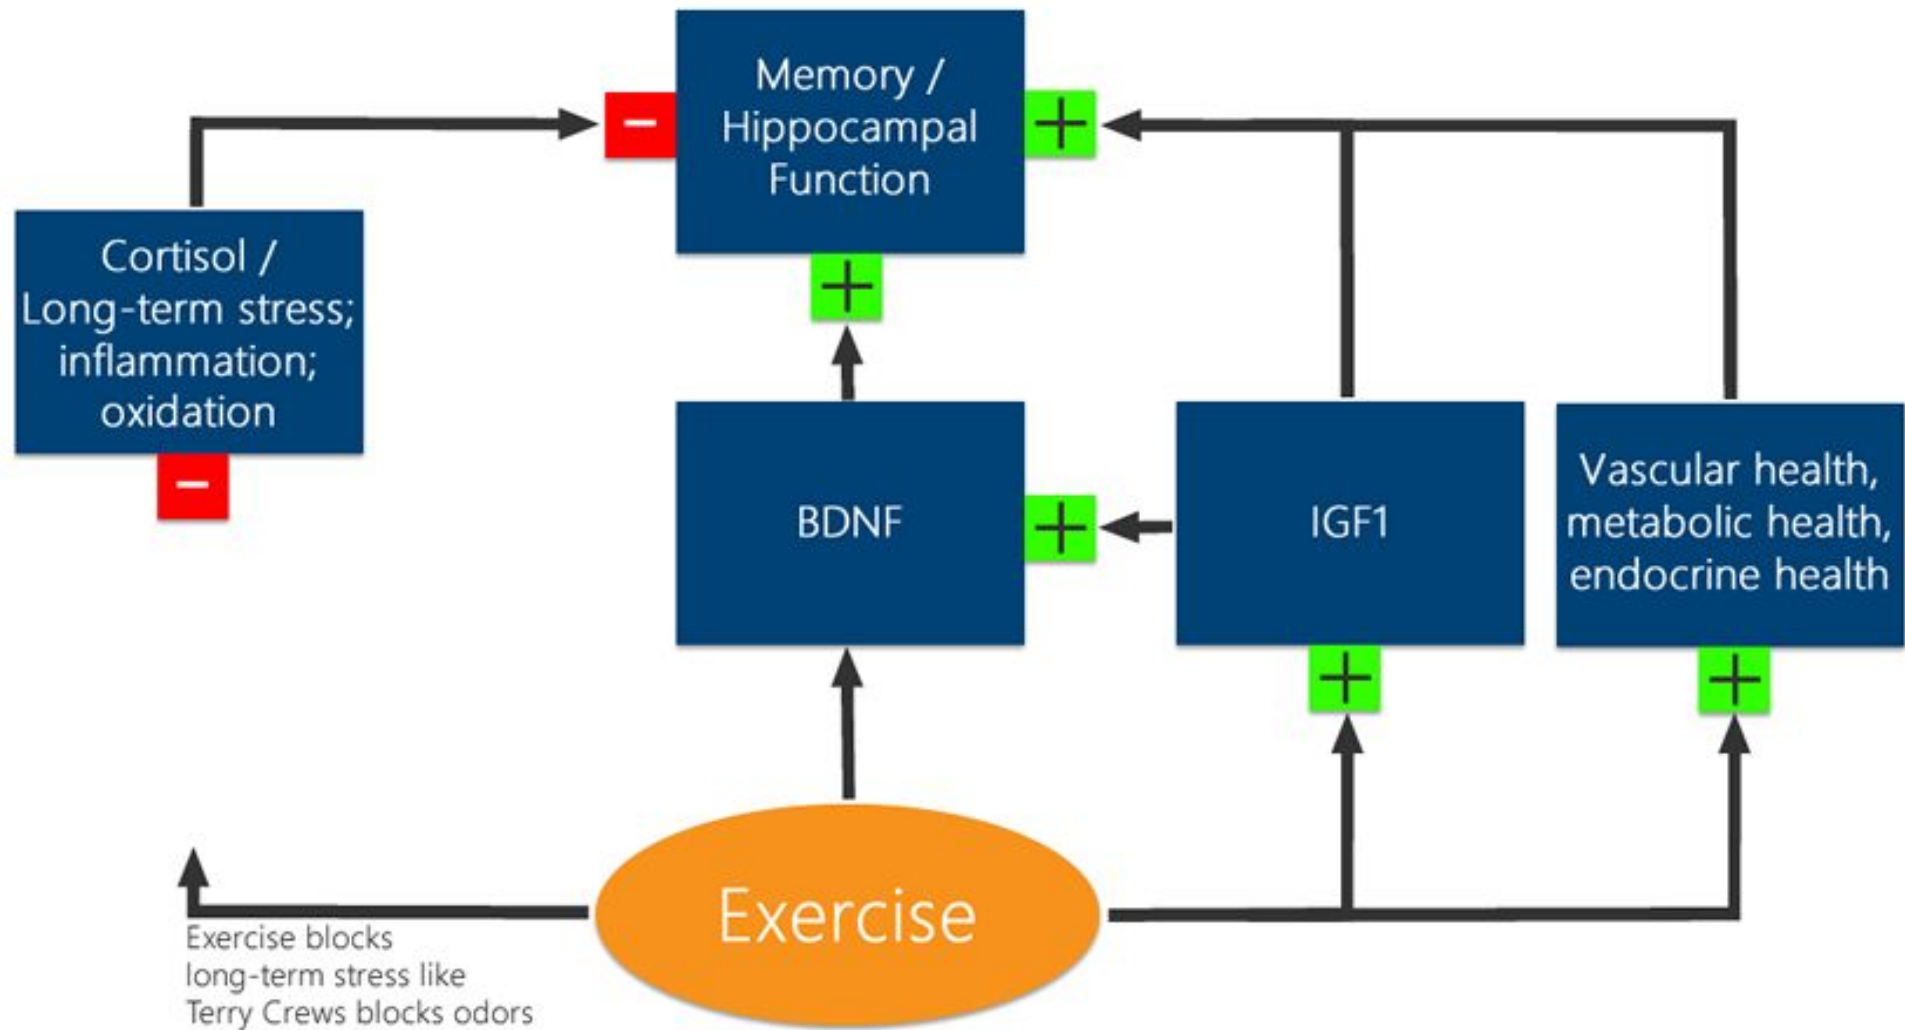 Memory /
Hippocampal
Function
−
+
+
Cortisol /
Long-term stress;
inflammation;
oxidation
−
BDNF
+
IGF1
+
Vascular health,
metabolic health,
endocrine health
+
Exercise
Exercise blocks
long-term stress like
Terry Crews blocks odors